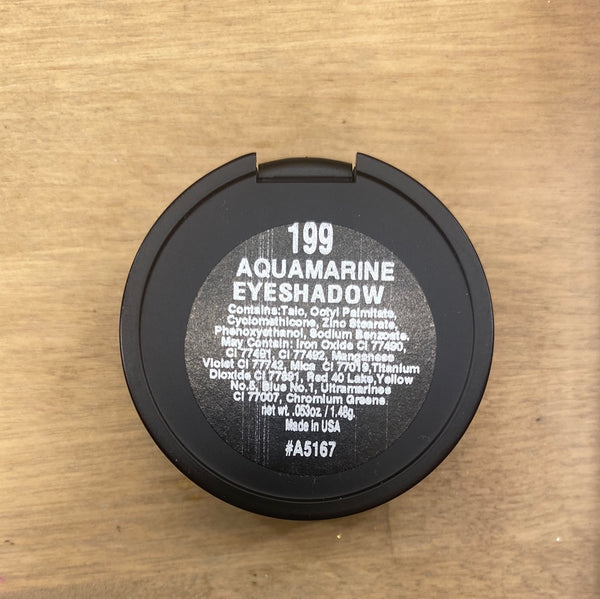 199
AQUAMARINE
EYESHADOW
Contains:Talc, Octyl Palmitate,
Cyclomethicone, Zinc Stearate,
Phenoxyethanol, Sodium Benzoate.
May Contain: Iron Oxide CI 77490,
CI 77491, CI 77492, Manganese
Violet CI 77742, Mica CI 77019,Titanium
Dioxide CI 77891, Red 40 Lake,Yellow
No.5, Blue No.1, Ultramarines
CI 77007, Chromium Greens.
net wt. .053oz. / 1.48g.
Made in USA
#A5167